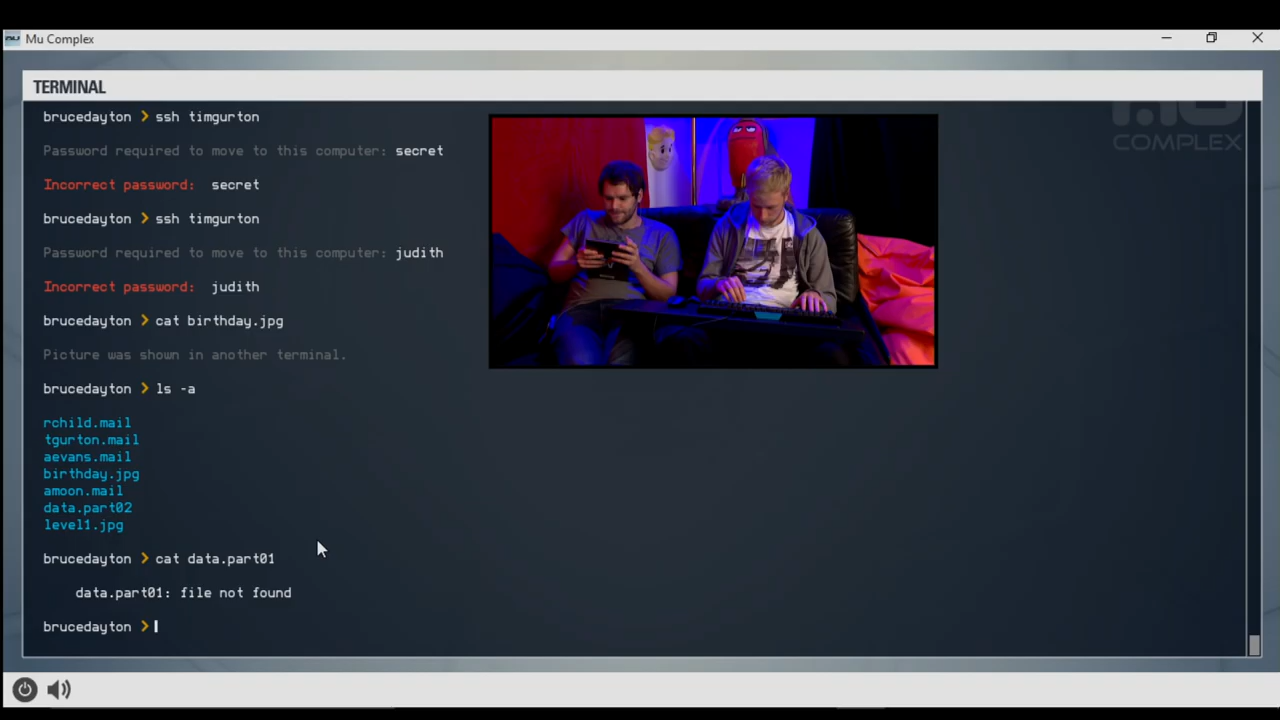 Mu Complex
TERMINAL
COMPLEX
brucedayton > ssh timgurton
Password required to move to this computer: secret
Incorrect password: secret
brucedayton > ssh timgurton
Password required to move to this computer: judith
Incorrect password: judith
brucedayton > cat birthday.jpg
Picture was shown in another terminal.
brucedayton > ls -a
rchild.mail
tgurton.mail
aevans.mail
birthday.jpg
amoon.mail
data.part02
level1.jpg
brucedayton > cat data.part01
data.part01: file not found
brucedayton >